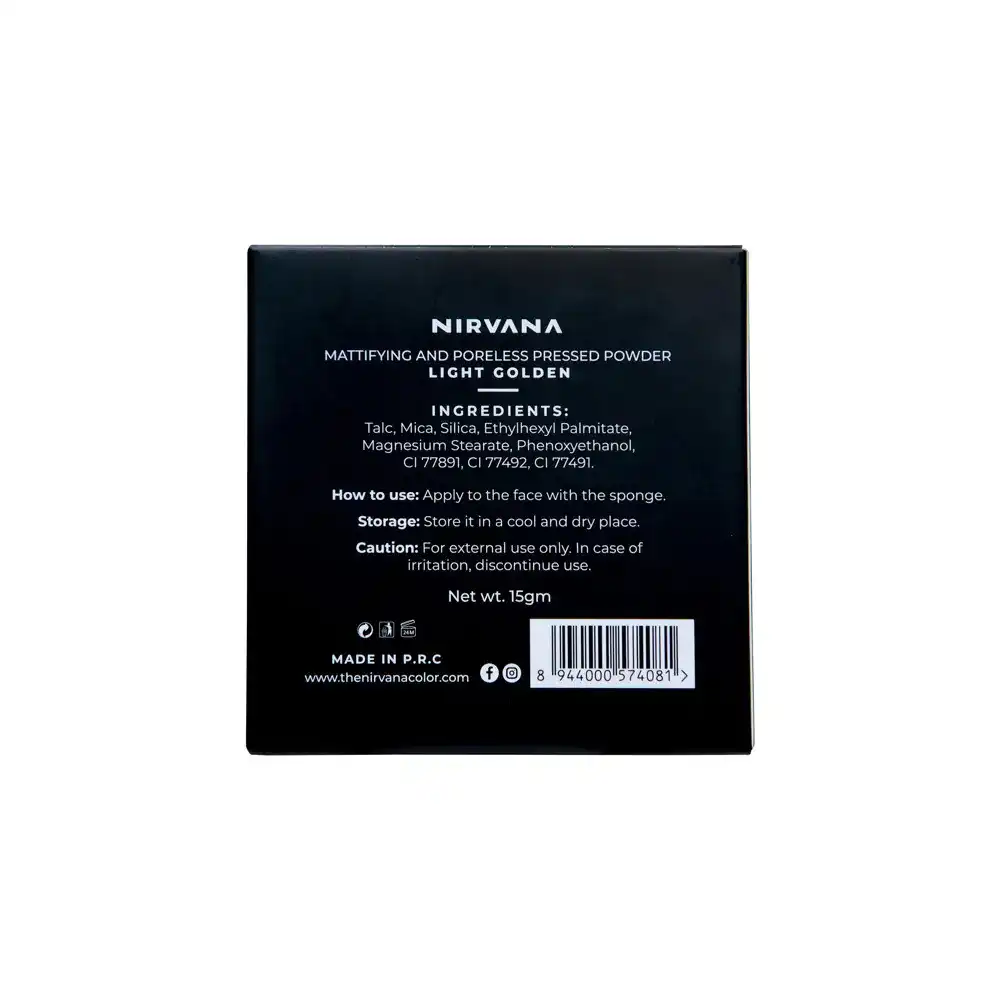 NIRVANA
MATTIFYING AND PORELESS PRESSED POWDER
LIGHT GOLDEN
INGREDIENTS:
Talc, Mica, Silica, Ethylhexyl Palmitate,
Magnesium Stearate, Phenoxyethanol,
CI 77891, CI 77492, CI 77491.
How to use: Apply to the face with the sponge.
Storage: Store it in a cool and dry place.
Caution: For external use only. In case of
irritation, discontinue use.
Net wt. 15gm
24M
MADE IN P.R.C
www.thenirvanacolor.com
8 944000 574081 >